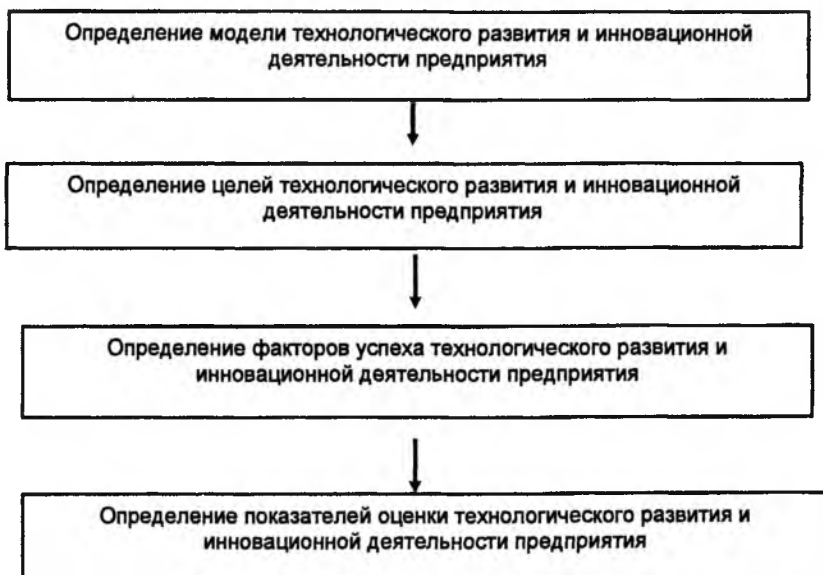 Определение модели технологического развития и инновационной
деятельности предприятия
Определение целей технологического развития и инновационной
деятельности предприятия
Определение факторов успеха технологического развития и
инновационной деятельности предприятия
Определение показателей оценки технологического развития и
инновационной деятельности предприятия